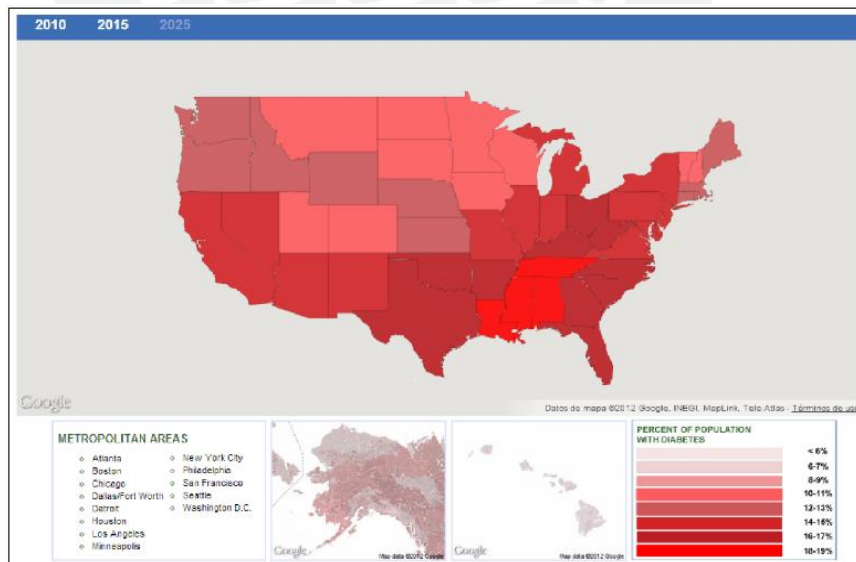 2010 2015 2025
Google
Datos de mapa ©2012 Google, INEGI, MapLink, Tele Atlas - Términos de uso
METROPOLITAN AREAS
Atlanta
Boston
Chicago
Dallas/Fort Worth
Detroit
Houston
Los Angeles
Minneapolis
New York City
Philadelphia
San Francisco
Seattle
Washington D.C.
Google
Map data ©2012 Google
Google
Map data ©2012 Google
PERCENT OF POPULATION
WITH DIABETES
< 6%
6-7%
8-9%
10-11%
12-13%
14-15%
16-17%
18-19%